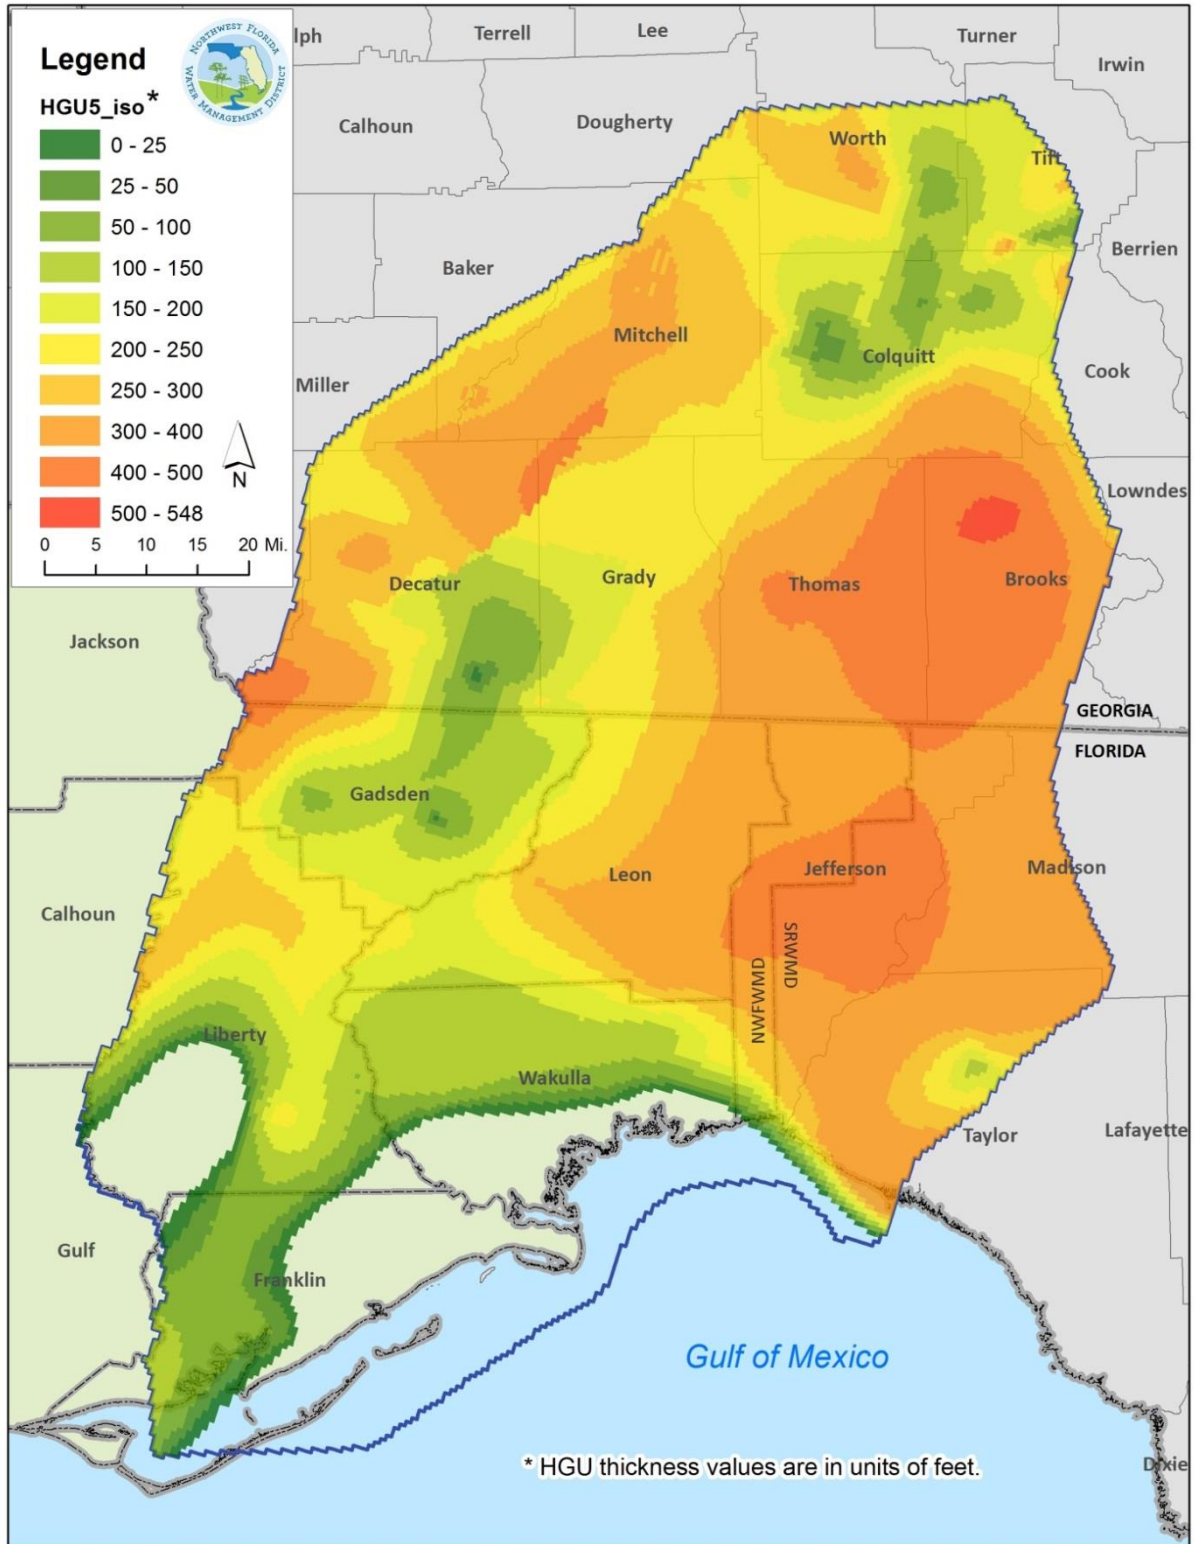 Legend
NORTHWEST FLORIDA
WATER MANAGEMENT DISTRICT
HGU5_iso*
0 - 25
25 - 50
50 - 100
100 - 150
150 - 200
200 - 250
250 - 300
300 - 400
400 - 500
500 - 548
N
0 5 10 15 20 Mi.
lph
Terrell
Lee
Turner
Irwin
Calhoun
Dougherty
Worth
Tift
Berrien
Baker
Mitchell
Colquitt
Cook
Miller
Lowndes
Decatur
Grady
Thomas
Brooks
Jackson
GEORGIA
FLORIDA
Gadsden
Leon
Jefferson
Madison
Calhoun
NWFWMD
SRWMD
Liberty
Wakulla
Taylor
Lafayette
Gulf
Franklin
Gulf of Mexico
* HGU thickness values are in units of feet.
Dixie